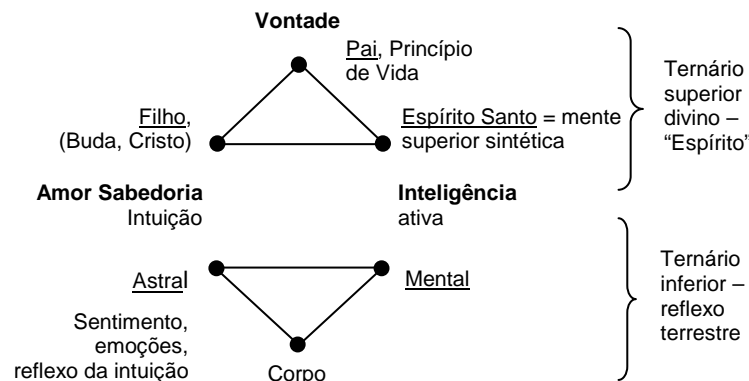 Vontade
Pai, Princípio
de Vida
Filho,
(Buda, Cristo)
Espírito Santo = mente
superior sintética
Ternário
superior
divino –
“Espírito”
Amor Sabedoria
Intuição
Inteligência
ativa
Astral
Mental
Sentimento,
emoções,
reflexo da intuição
Corpo
Ternário
inferior –
reflexo
terrestre